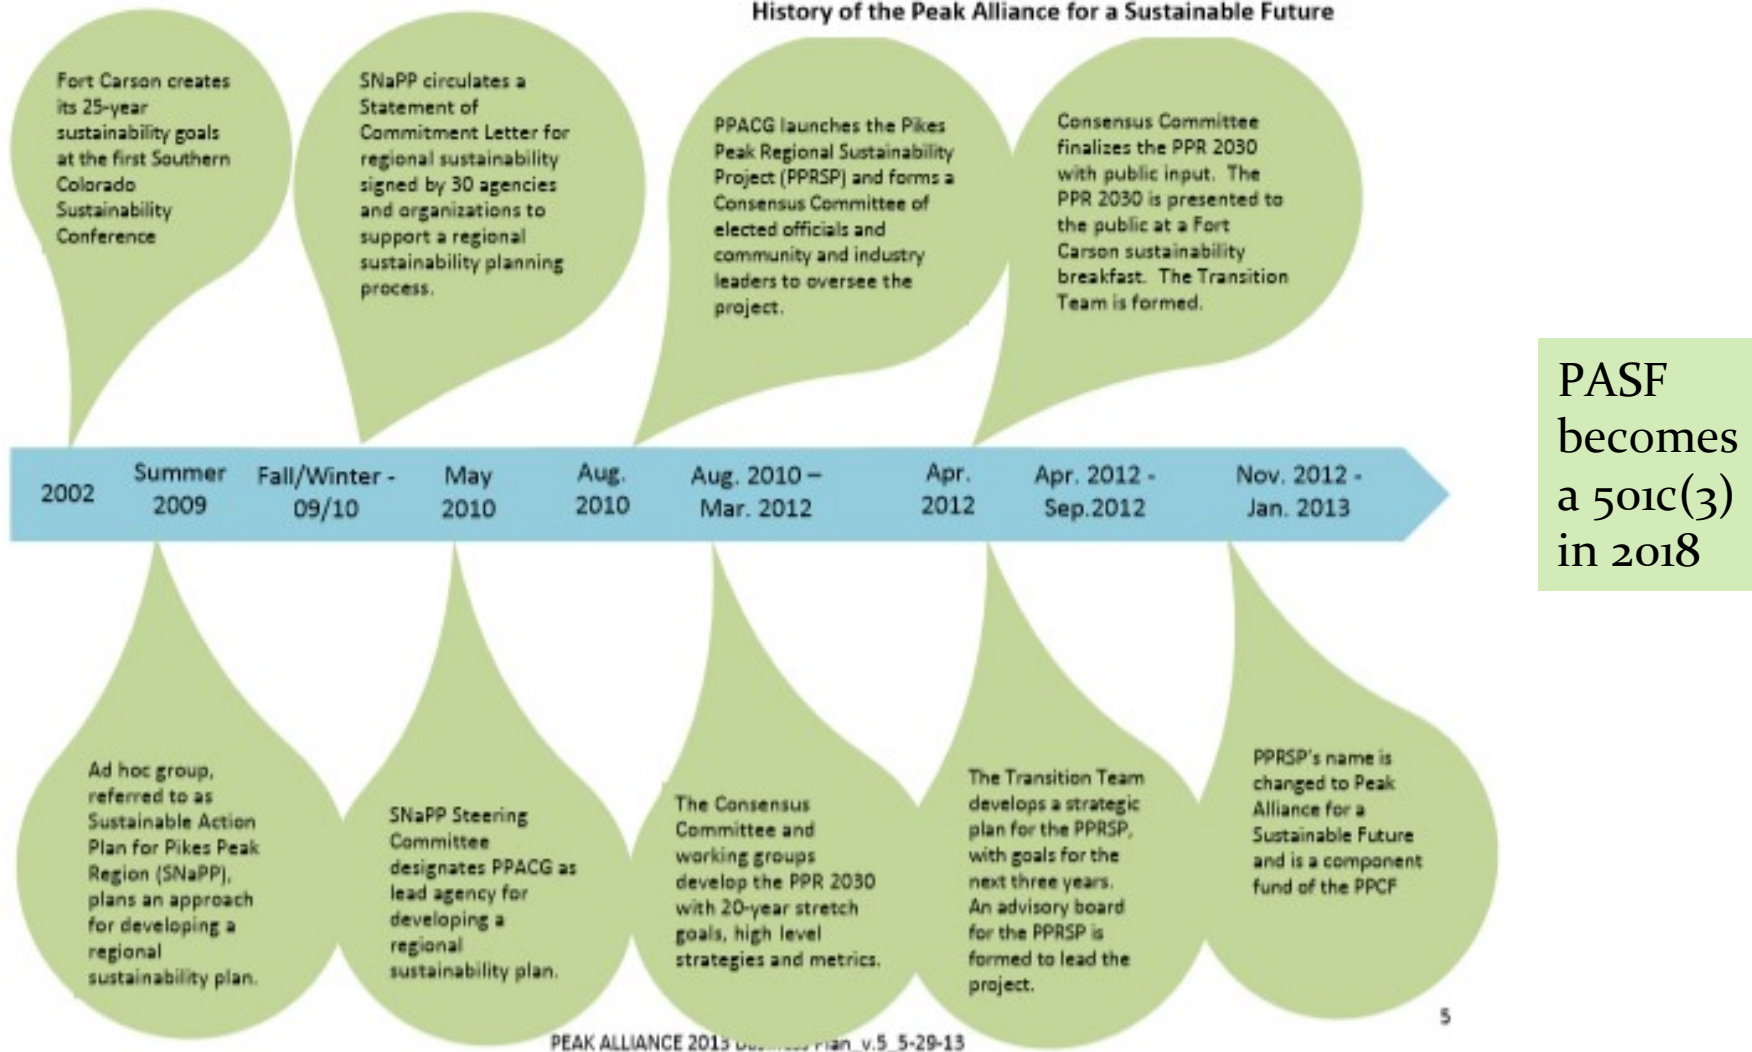 History of the Peak Alliance for a Sustainable Future
Fort Carson creates
its 25-year
sustainability goals
at the first Southern
Colorado
Sustainability
Conference
SNaPP circulates a
Statement of
Commitment Letter for
regional sustainability
signed by 30 agencies
and organizations to
support a regional
sustainability planning
process.
PPACG launches the Pikes
Peak Regional Sustainability
Project (PPRSP) and forms a
Consensus Committee of
elected officials and
community and industry
leaders to oversee the
project.
Consensus Committee
finalizes the PPR 2030
with public input. The
PPR 2030 is presented to
the public at a Fort
Carson sustainability
breakfast. The Transition
Team is formed.
PASF
becomes
a 501c(3)
in 2018
2002
Summer
2009
Fall/Winter -
09/10
May
2010
Aug.
2010
Aug. 2010 –
Mar. 2012
Apr.
2012
Apr. 2012 -
Sep.2012
Nov. 2012 -
Jan. 2013
Ad hoc group,
referred to as
Sustainable Action
Plan for Pikes Peak
Region (SNaPP),
plans an approach
for developing a
regional
sustainability plan.
SNaPP Steering
Committee
designates PPACG as
lead agency for
developing a
regional
sustainability plan.
The Consensus
Committee and
working groups
develop the PPR 2030
with 20-year stretch
goals, high level
strategies and metrics.
The Transition Team
develops a strategic
plan for the PPRSP,
with goals for the
next three years.
An advisory board
for the PPRSP is
formed to lead the
project.
PPRSP's name is
changed to Peak
Alliance for a
Sustainable Future
and is a component
fund of the PPCF
5
PEAK ALLIANCE 2013 Plan_v.5_5-29-13